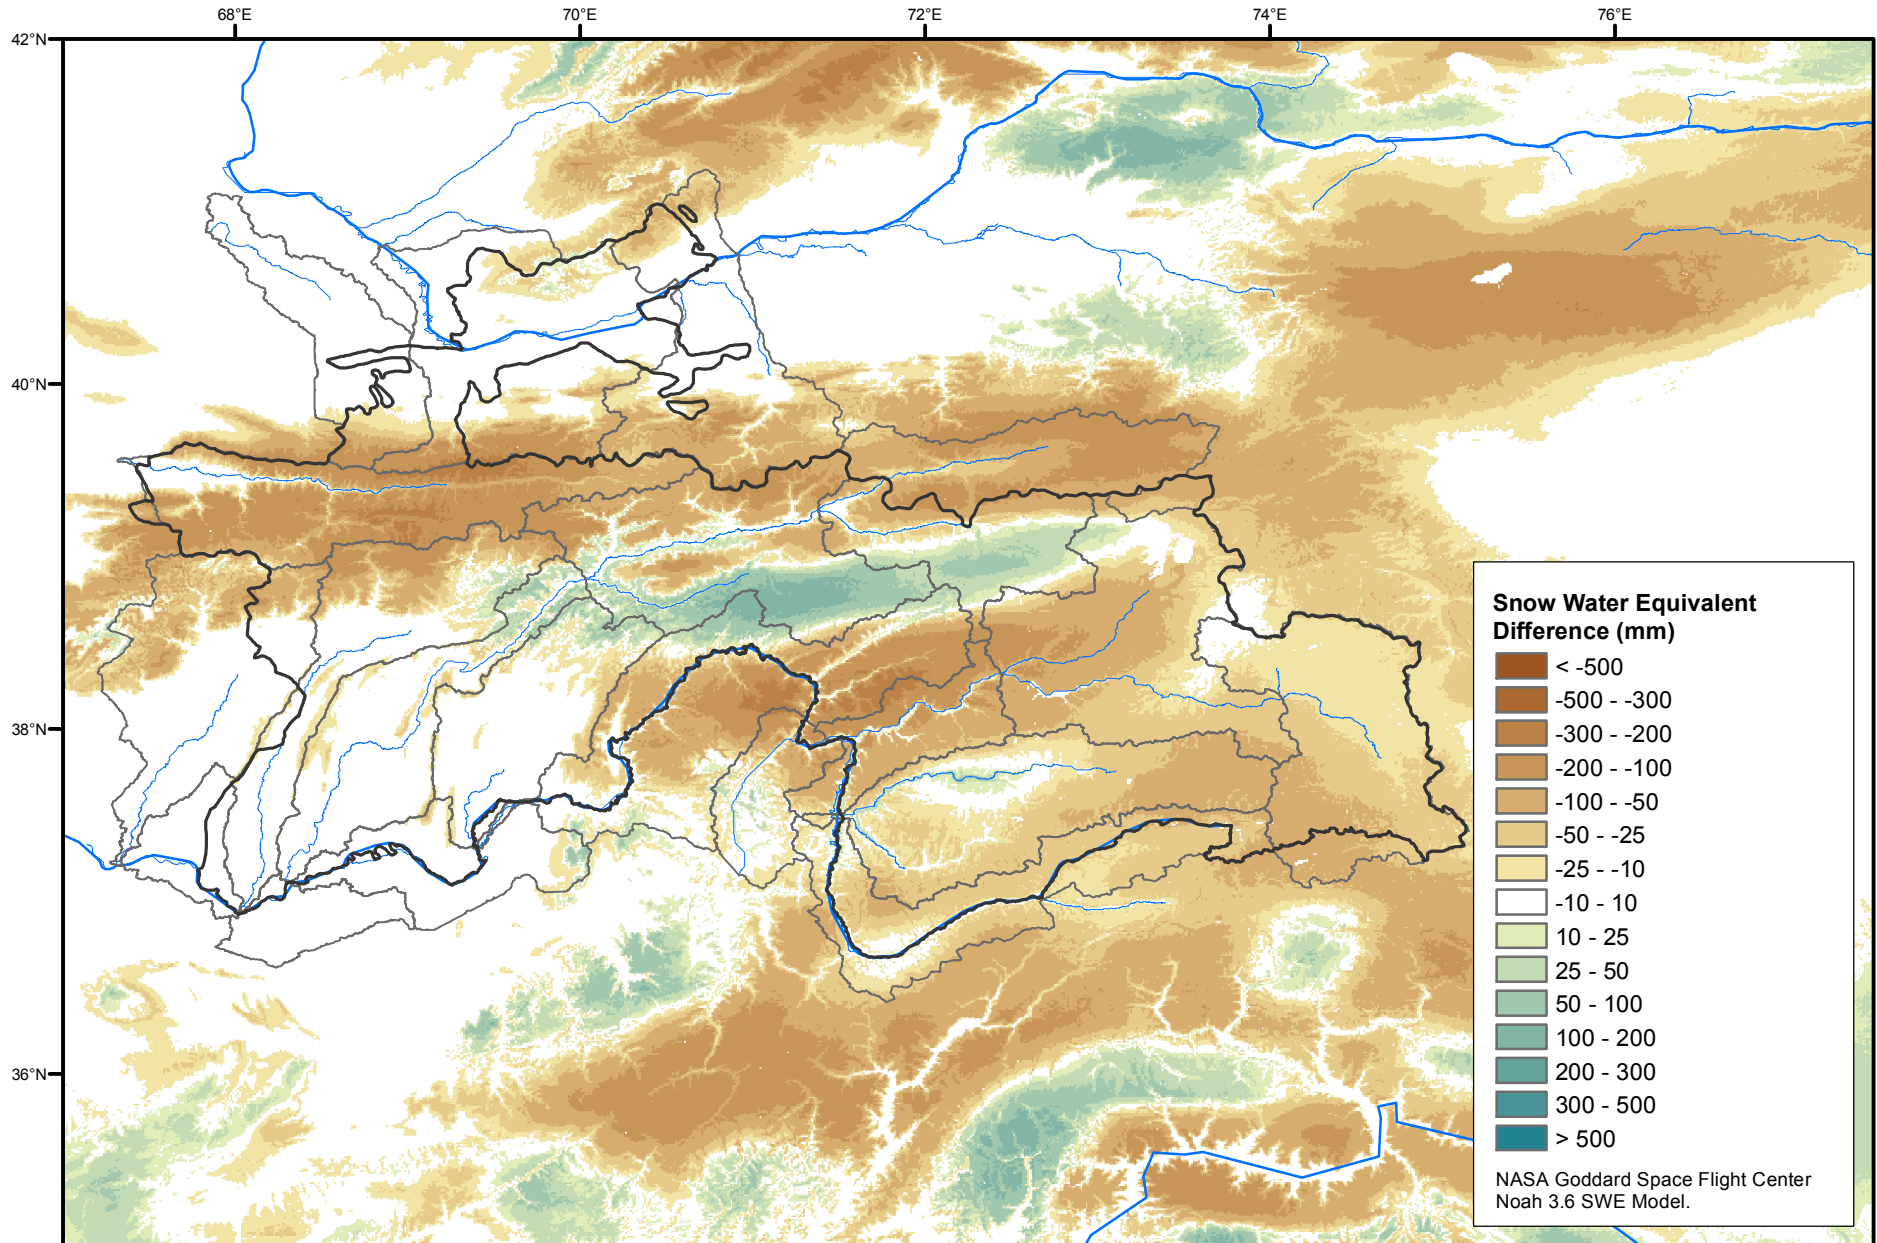 68°E 70°E 72°E 74°E 76°E
42°N
40°N
38°N
36°N
Snow Water Equivalent
Difference (mm)
< -500
-500 - -300
-300 - -200
-200 - -100
-100 - -50
-50 - -25
-25 - -10
-10 - 10
10 - 25
25 - 50
50 - 100
100 - 200
200 - 300
300 - 500
> 500
NASA Goddard Space Flight Center
Noah 3.6 SWE Model.